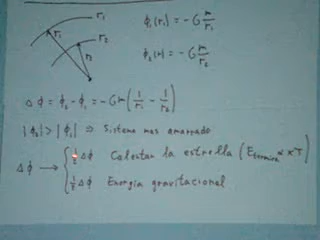 r₁
r₂
r₁
r₂
ϕ₁(r₁) = -G m/r₁
ϕ₂(r₂) = -G m/r₂
Δϕ = ϕ₂ - ϕ₁ = -Gm(1/r₁ - 1/r₂)
|ϕ₂| > |ϕ₁| ⇒ Sistema mas amarrado
Δϕ → { ½ Δϕ Calentar la estrella (E termica ∝ KT)
½ Δϕ Energia gravitacional